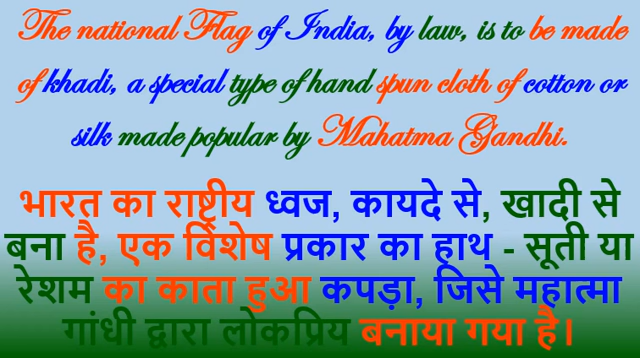 The national Flag of India, by law, is to be made
of khadi, a special type of hand spun cloth of cotton or
silk made popular by Mahatma Gandhi.
भारत का राष्ट्रीय ध्वज, कायदे से, खादी से
बना है, एक विशेष प्रकार का हाथ - सूती या
रेशम का काता हुआ कपड़ा, जिसे महात्मा
गांधी द्वारा लोकप्रिय बनाया गया है।